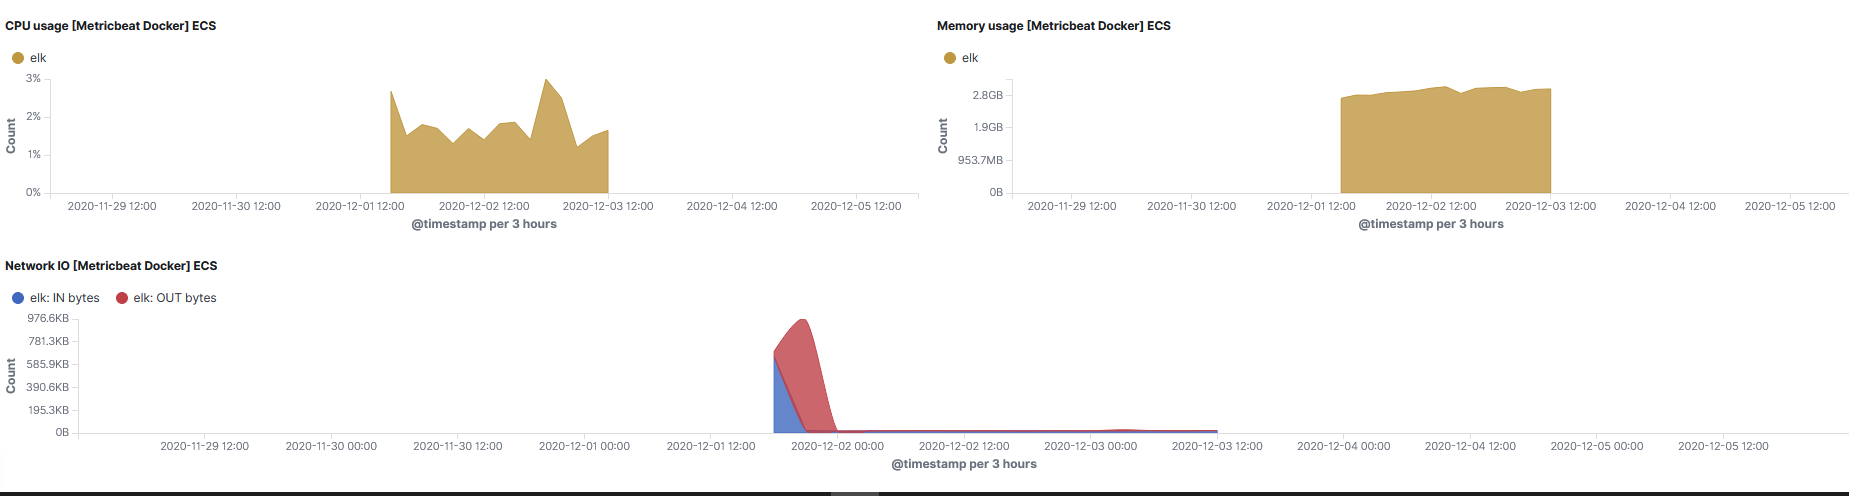 CPU usage [Metricbeat Docker] ECS
elk
3%
2%
1%
0%
Count
2020-11-29 12:00 2020-11-30 12:00 2020-12-01 12:00 2020-12-02 12:00 2020-12-03 12:00 2020-12-04 12:00 2020-12-05 12:00
@timestamp per 3 hours
Memory usage [Metricbeat Docker] ECS
elk
2.8GB
1.9GB
953.7MB
0B
Count
2020-11-29 12:00 2020-11-30 12:00 2020-12-01 12:00 2020-12-02 12:00 2020-12-03 12:00 2020-12-04 12:00 2020-12-05 12:00
@timestamp per 3 hours
Network IO [Metricbeat Docker] ECS
elk: IN bytes elk: OUT bytes
976.6KB
781.3KB
585.9KB
390.6KB
195.3KB
0B
Count
2020-11-29 12:00 2020-11-30 00:00 2020-11-30 12:00 2020-12-01 00:00 2020-12-01 12:00 2020-12-02 00:00 2020-12-02 12:00 2020-12-03 00:00 2020-12-03 12:00 2020-12-04 00:00 2020-12-04 12:00 2020-12-05 00:00 2020-12-05 12:00
@timestamp per 3 hours